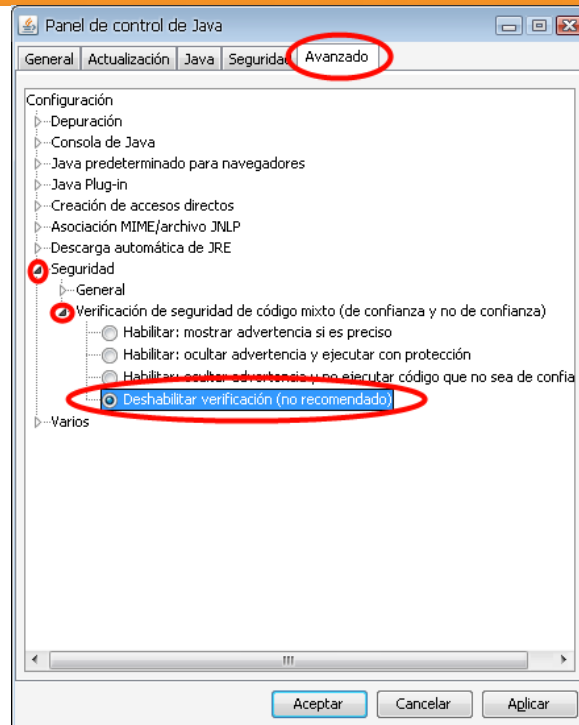 Panel de control de Java
General Actualización Java Seguridad Avanzado
Configuración
Depuración
Consola de Java
Java predeterminado para navegadores
Java Plug-in
Creación de accesos directos
Asociación MIME/archivo JNLP
Descarga automática de JRE
Seguridad
General
Verificación de seguridad de código mixto (de confianza y no de confianza)
Habilitar: mostrar advertencia si es preciso
Habilitar: ocultar advertencia y ejecutar con protección
Habilitar: ocultar advertencia y no ejecutar código que no sea de confia
Deshabilitar verificación (no recomendado)
Varios
Aceptar Cancelar Aplicar